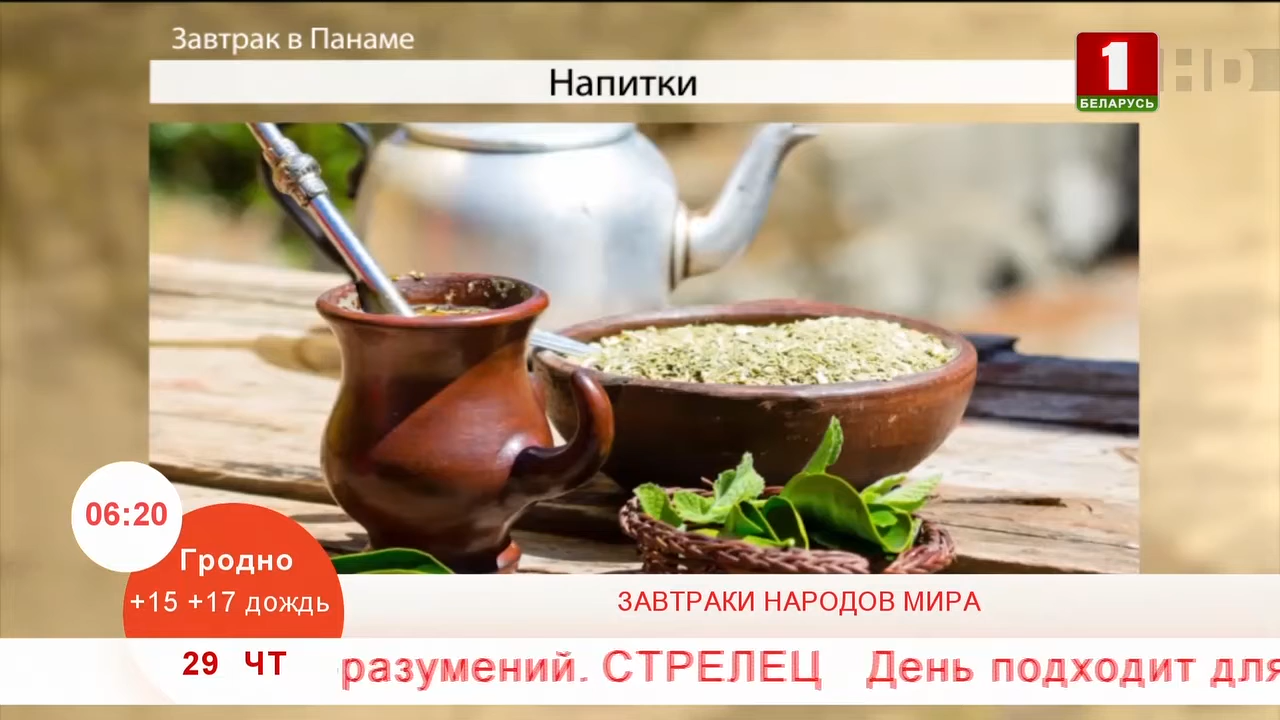 Завтрак в Панаме
Напитки
1
БЕЛАРУСЬ
HD
06:20
Гродно
+15 +17 дождь
ЗАВТРАКИ НАРОДОВ МИРА
29 ЧТ
разумений. СТРЕЛЕЦ День подходит для